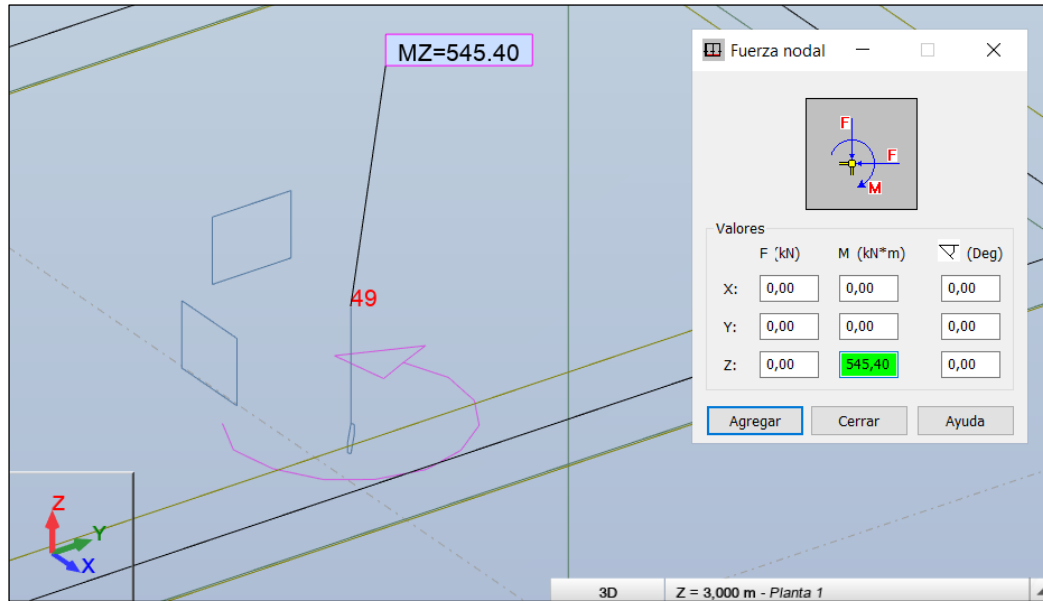 MZ=545.40
49
Z
Y
X
3D
Z = 3,000 m - Planta 1
Fuerza nodal
F
F
M
Valores
F (kN) M (kN*m) (Deg)
X: 0,00 0,00 0,00
Y: 0,00 0,00 0,00
Z: 0,00 545,40 0,00
Agregar Cerrar Ayuda